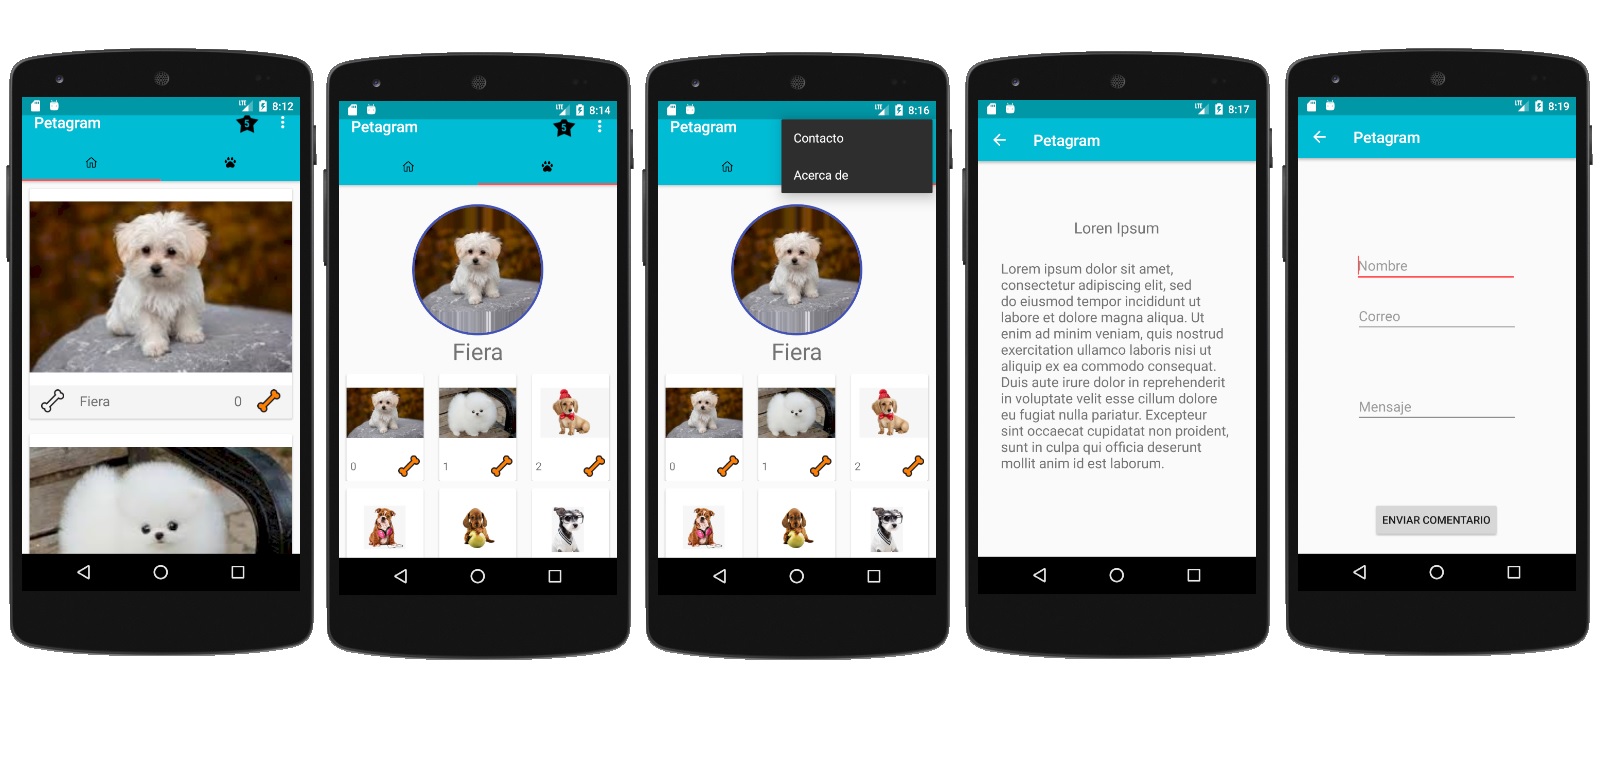 LTE 8:12
Petagram
5
Fiera 0
LTE 8:14
Petagram
5
Fiera
0 1 2
LTE 8:16
Petagram
Contacto
Acerca de
Fiera
0 1 2
LTE 8:17
Petagram
Loren Ipsum
Lorem ipsum dolor sit amet,
consectetur adipiscing elit, sed
do eiusmod tempor incididunt ut
labore et dolore magna aliqua. Ut
enim ad minim veniam, quis nostrud
exercitation ullamco laboris nisi ut
aliquip ex ea commodo consequat.
Duis aute irure dolor in reprehenderit
in voluptate velit esse cillum dolore
eu fugiat nulla pariatur. Excepteur
sint occaecat cupidatat non proident,
sunt in culpa qui officia deserunt
mollit anim id est laborum.
LTE 8:19
Petagram
Nombre
Correo
Mensaje
ENVIAR COMENTARIO